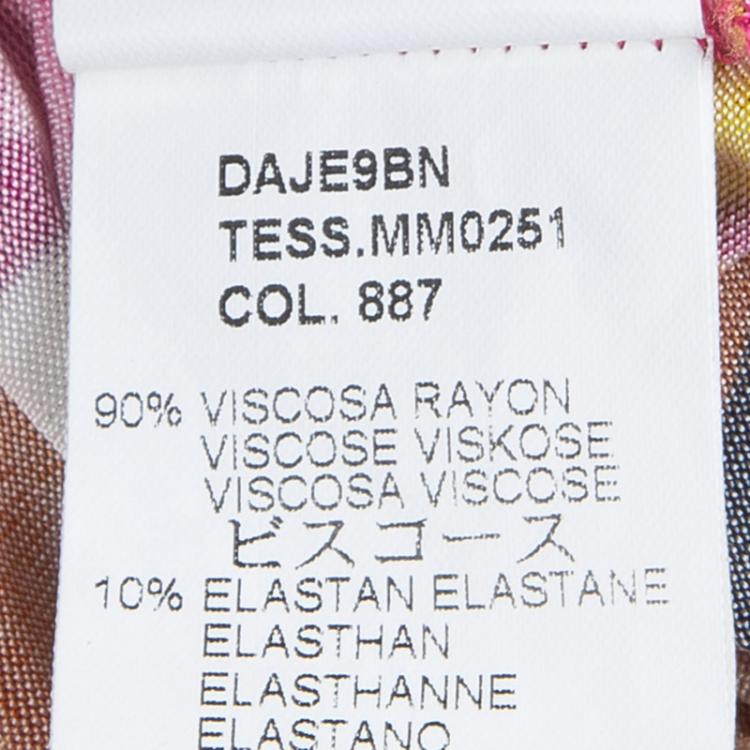 DAJE9BN
TESS.MM0251
COL. 887
90% VISCOSA RAYON
VISCOSE VISKOSE
VISCOSA VISCOSE
ビスコース
10% ELASTAN ELASTANE
ELASTHAN
ELASTHANNE
ELASTANO